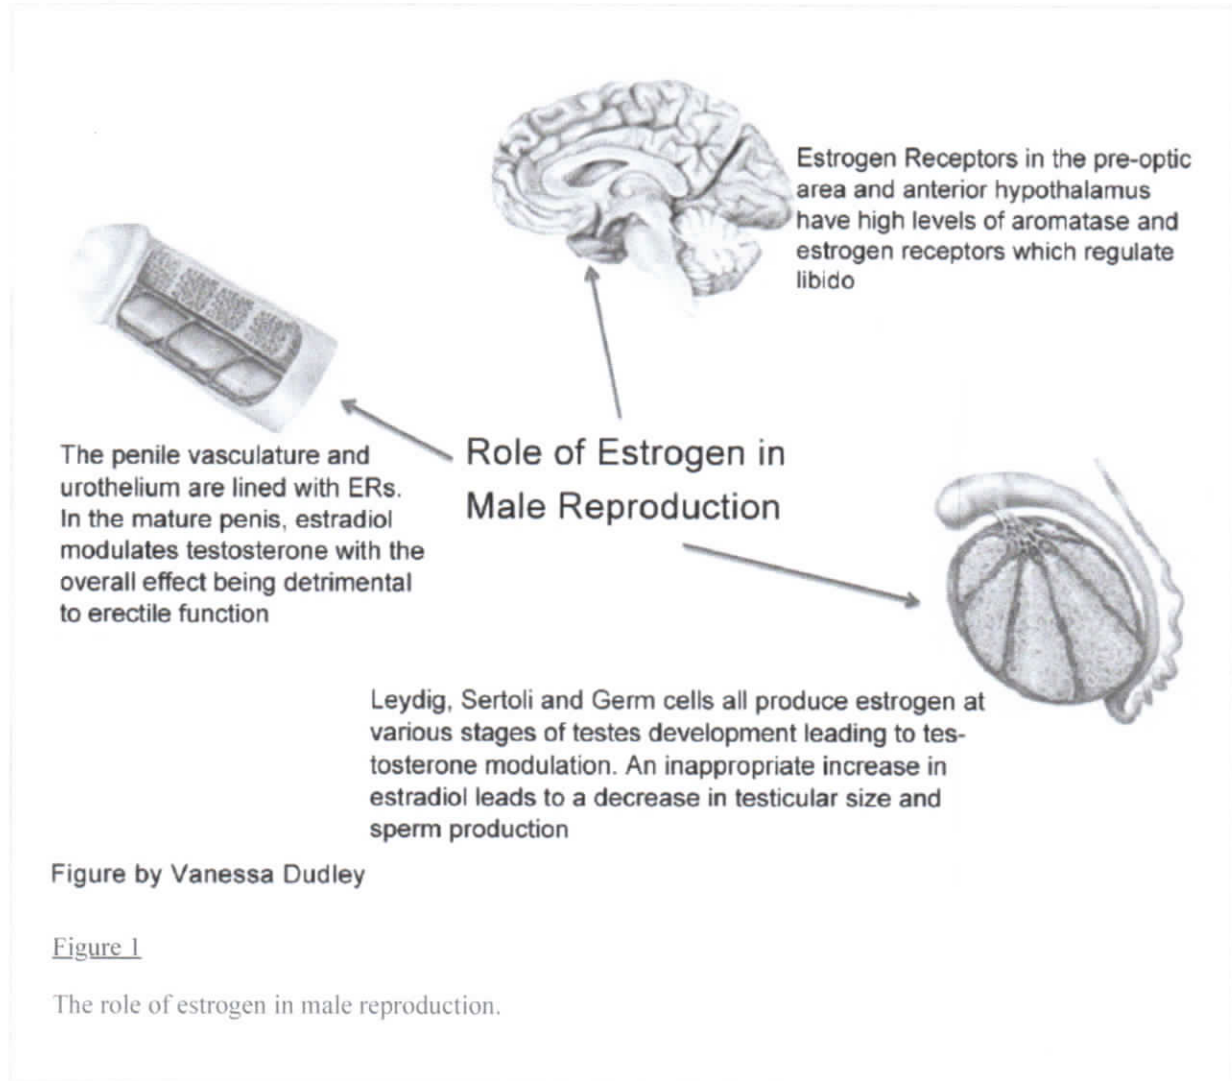 Estrogen Receptors in the pre-optic
area and anterior hypothalamus
have high levels of aromatase and
estrogen receptors which regulate
libido
The penile vasculature and
urothelium are lined with ERs.
In the mature penis, estradiol
modulates testosterone with the
overall effect being detrimental
to erectile function
Role of Estrogen in
Male Reproduction
Leydig, Sertoli and Germ cells all produce estrogen at
various stages of testes development leading to tes-
tosterone modulation. An inappropriate increase in
estradiol leads to a decrease in testicular size and
sperm production
Figure by Vanessa Dudley
Figure 1
The role of estrogen in male reproduction.